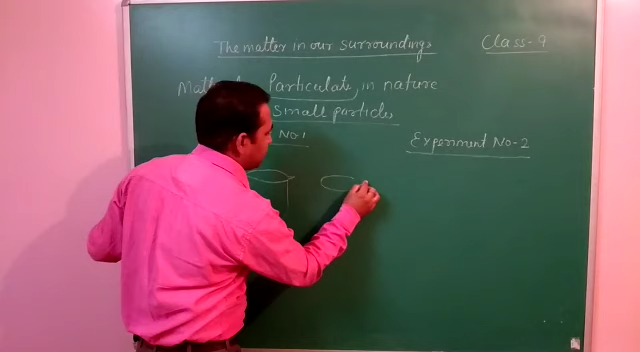 The matter in our surroundings
Class-9
Particulate, in nature
Small particles
No.1
Experiment No-2